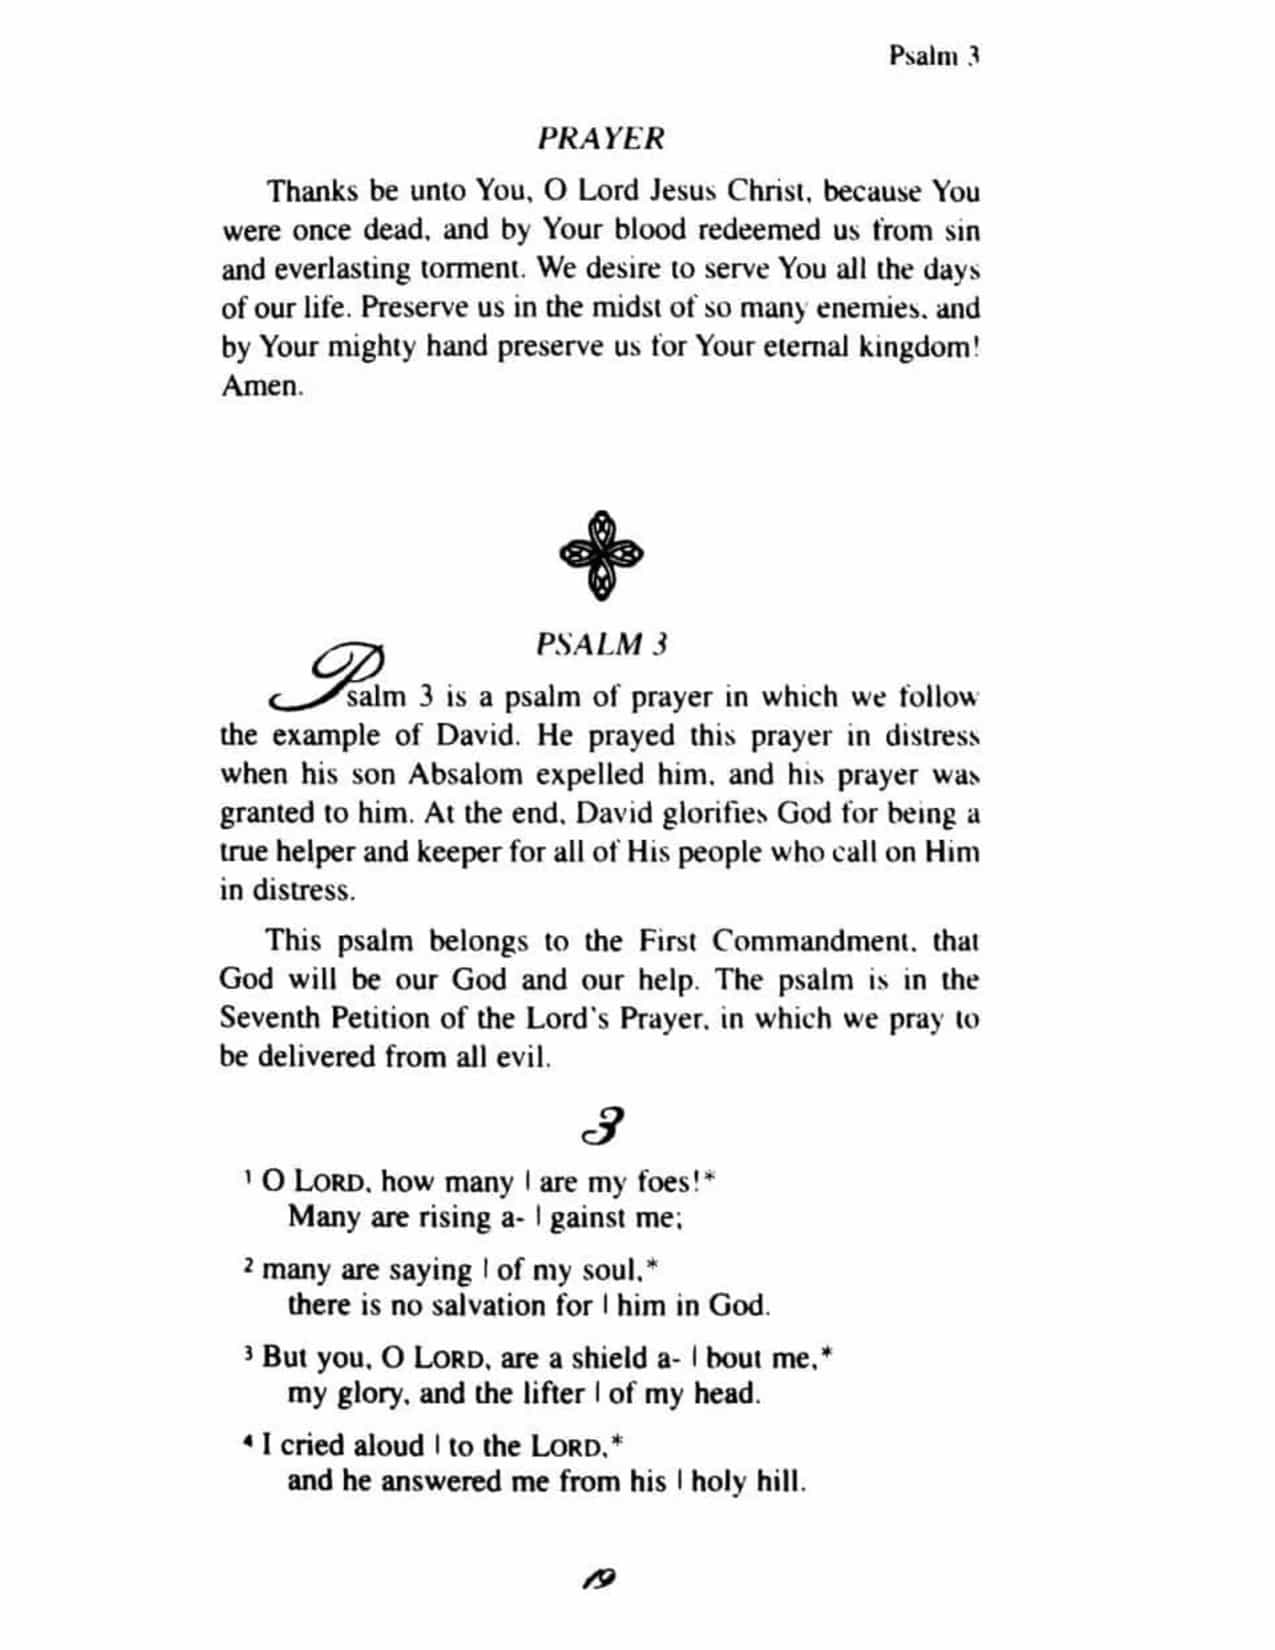 Psalm 3
PRAYER
Thanks be unto You, O Lord Jesus Christ, because You
were once dead, and by Your blood redeemed us from sin
and everlasting torment. We desire to serve You all the days
of our life. Preserve us in the midst of so many enemies, and
by Your mighty hand preserve us for Your eternal kingdom!
Amen.
PSALM 3
Psalm 3 is a psalm of prayer in which we follow
the example of David. He prayed this prayer in distress
when his son Absalom expelled him, and his prayer was
granted to him. At the end, David glorifies God for being a
true helper and keeper for all of His people who call on Him
in distress.
This psalm belongs to the First Commandment, that
God will be our God and our help. The psalm is in the
Seventh Petition of the Lord's Prayer, in which we pray to
be delivered from all evil.
3
1 O LORD, how many | are my foes!*
Many are rising a- | gainst me;
2 many are saying | of my soul,*
there is no salvation for | him in God.
3 But you, O LORD, are a shield a- | bout me,*
my glory, and the lifter | of my head.
4 I cried aloud | to the LORD,*
and he answered me from his | holy hill.
19